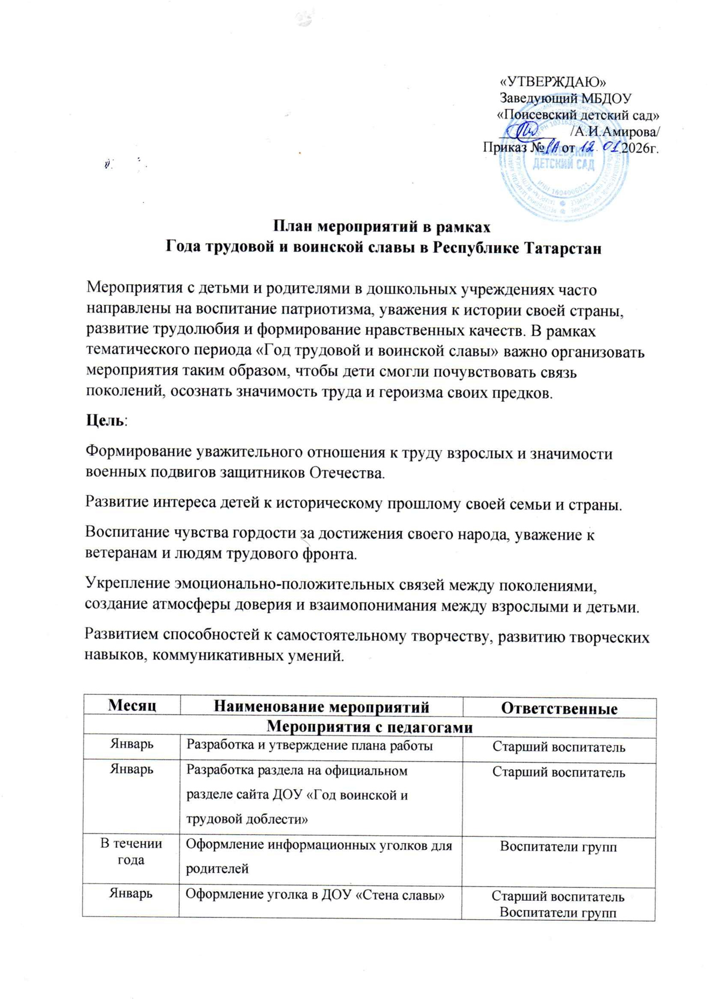 «УТВЕРЖДАЮ»
Заведующий МБДОУ
«Поисевский детский сад»
/А.И.Амирова/
Приказ № 1А от 12.01.2026г.
ДЕТСКИЙ САД
ИНН 1604006021
План мероприятий в рамках
Года трудовой и воинской славы в Республике Татарстан
Мероприятия с детьми и родителями в дошкольных учреждениях часто
направлены на воспитание патриотизма, уважения к истории своей страны,
развитие трудолюбия и формирование нравственных качеств. В рамках
тематического периода «Год трудовой и воинской славы» важно организовать
мероприятия таким образом, чтобы дети смогли почувствовать связь
поколений, осознать значимость труда и героизма своих предков.
Цель:
Формирование уважительного отношения к труду взрослых и значимости
военных подвигов защитников Отечества.
Развитие интереса детей к историческому прошлому своей семьи и страны.
Воспитание чувства гордости за достижения своего народа, уважение к
ветеранам и людям трудового фронта.
Укрепление эмоционально-положительных связей между поколениями,
создание атмосферы доверия и взаимопонимания между взрослыми и детьми.
Развитием способностей к самостоятельному творчеству, развитию творческих
навыков, коммуникативных умений.
Месяц Наименование мероприятий Ответственные
Мероприятия с педагогами
Январь Разработка и утверждение плана работы Старший воспитатель
Январь Разработка раздела на официальном Старший воспитатель
разделе сайта ДОУ «Год воинской и
трудовой доблести»
В течении Оформление информационных уголков для Воспитатели групп
года
родителей
Январь Оформление уголка в ДОУ «Стена славы» Старший воспитатель
Воспитатели групп